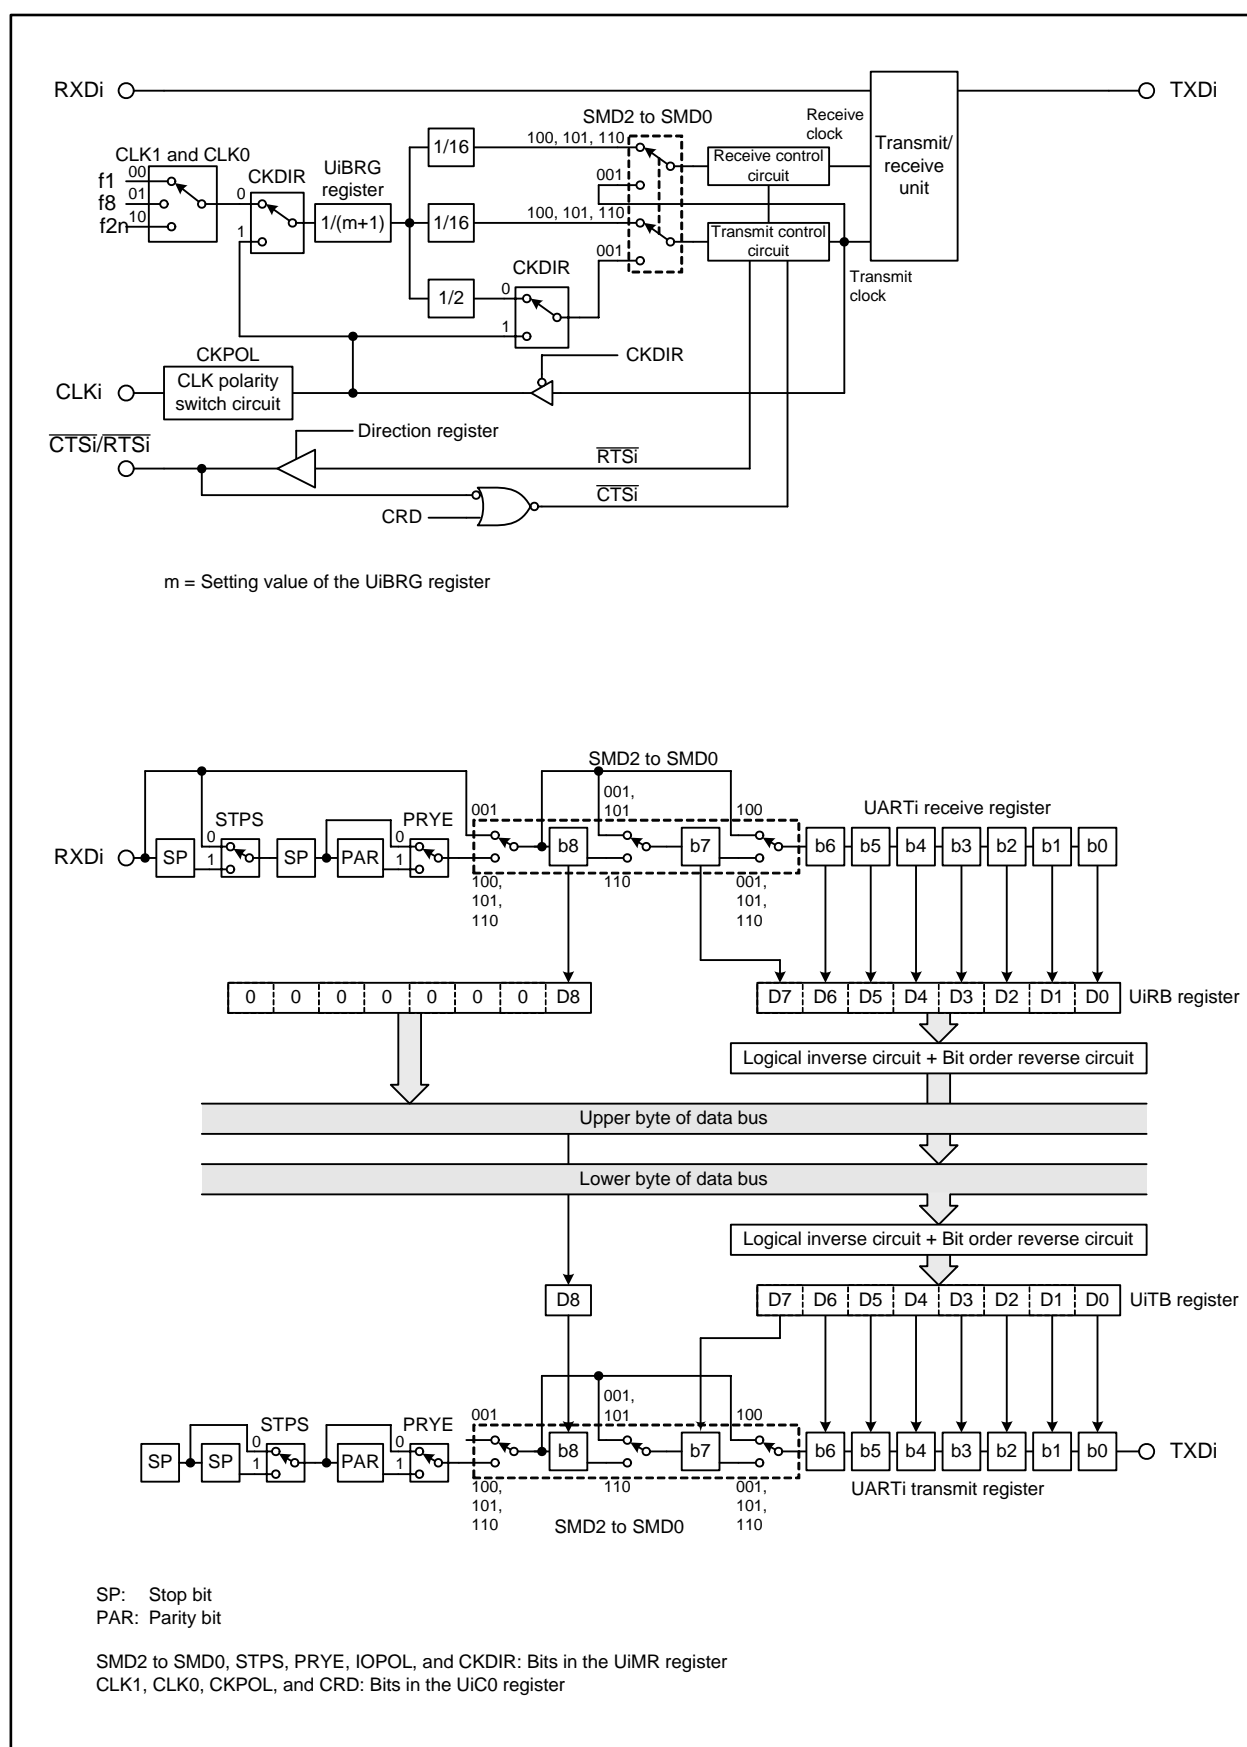 RXDi
TXDi
SMD2 to SMD0
Receive
clock
Transmit/
receive
unit
CLK1 and CLK0
f1
00
f8
01
f2n
10
CKDIR
0
1
UiBRG
register
1/(m+1)
1/16
100, 101, 110
001
Receive control
circuit
1/16
100, 101, 110
001
Transmit control
circuit
Transmit
clock
1/2
CKDIR
0
1
CKPOL
CLKi
CLK polarity
switch circuit
CKDIR
CTSi/RTSi
Direction register
RTSi
CRD
CTSi
m = Setting value of the UiBRG register
SMD2 to SMD0
RXDi
SP
STPS
0
1
SP
PAR
PRYE
0
1
001
100,
101,
110
b8
001,
101
110
b7
100
001,
101,
110
UARTi receive register
b6 b5 b4 b3 b2 b1 b0
0 0 0 0 0 0 0 D8
D7 D6 D5 D4 D3 D2 D1 D0
UiRB register
Logical inverse circuit + Bit order reverse circuit
Upper byte of data bus
Lower byte of data bus
Logical inverse circuit + Bit order reverse circuit
D8
D7 D6 D5 D4 D3 D2 D1 D0
UiTB register
SP
SP
STPS
0
1
PAR
PRYE
0
1
001
100,
101,
110
b8
001,
101
110
b7
100
001,
101,
110
b6 b5 b4 b3 b2 b1 b0
TXDi
UARTi transmit register
SMD2 to SMD0
SP: Stop bit
PAR: Parity bit
SMD2 to SMD0, STPS, PRYE, IOPOL, and CKDIR: Bits in the UiMR register
CLK1, CLK0, CKPOL, and CRD: Bits in the UiC0 register